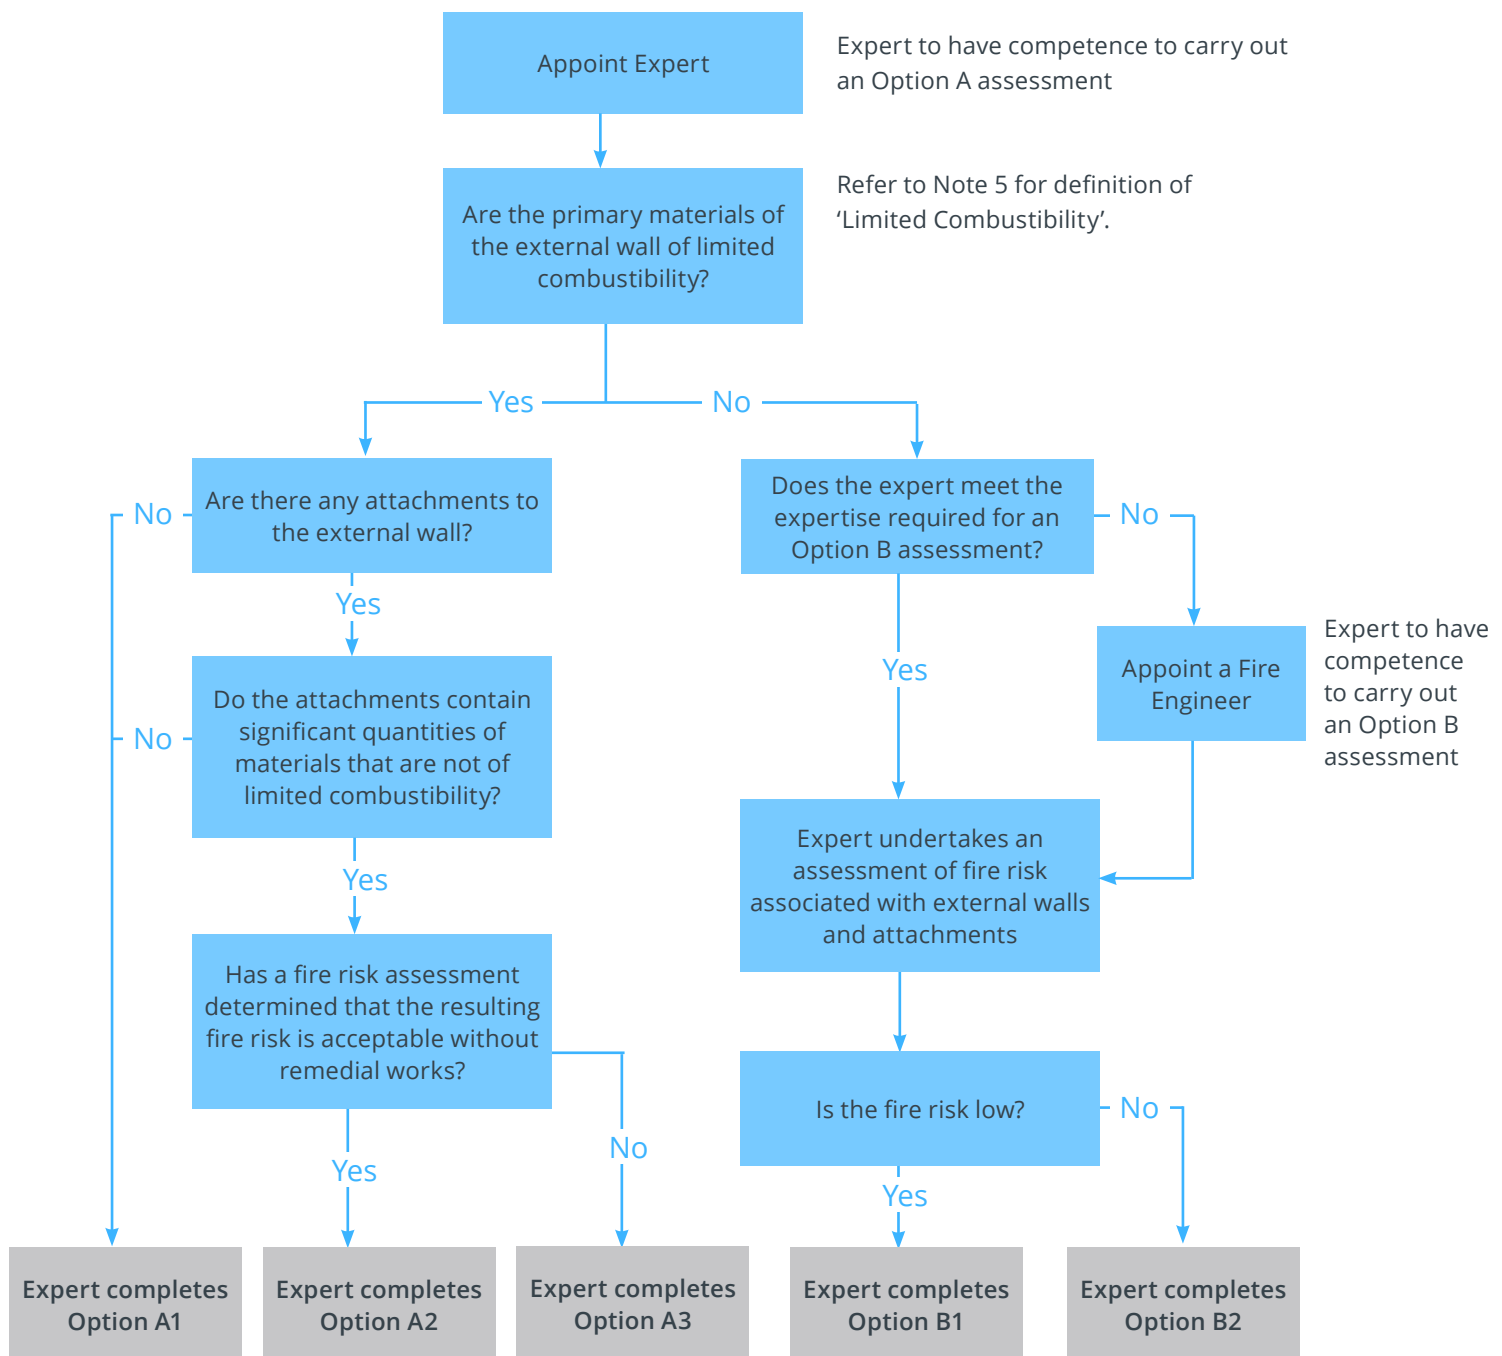 Appoint Expert
Expert to have competence to carry out
an Option A assessment
Are the primary materials of
the external wall of limited
combustibility?
Refer to Note 5 for definition of
‘Limited Combustibility’.
Yes
No
Are there any attachments to
the external wall?
No
Yes
Does the expert meet the
expertise required for an
Option B assessment?
No
Yes
Appoint a Fire
Engineer
Expert to have
competence
to carry out
an Option B
assessment
Do the attachments contain
significant quantities of
materials that are not of
limited combustibility?
No
Yes
Expert undertakes an
assessment of fire risk
associated with external walls
and attachments
Has a fire risk assessment
determined that the resulting
fire risk is acceptable without
remedial works?
Yes
No
Is the fire risk low?
No
Yes
Expert completes
Option A1
Expert completes
Option A2
Expert completes
Option A3
Expert completes
Option B1
Expert completes
Option B2